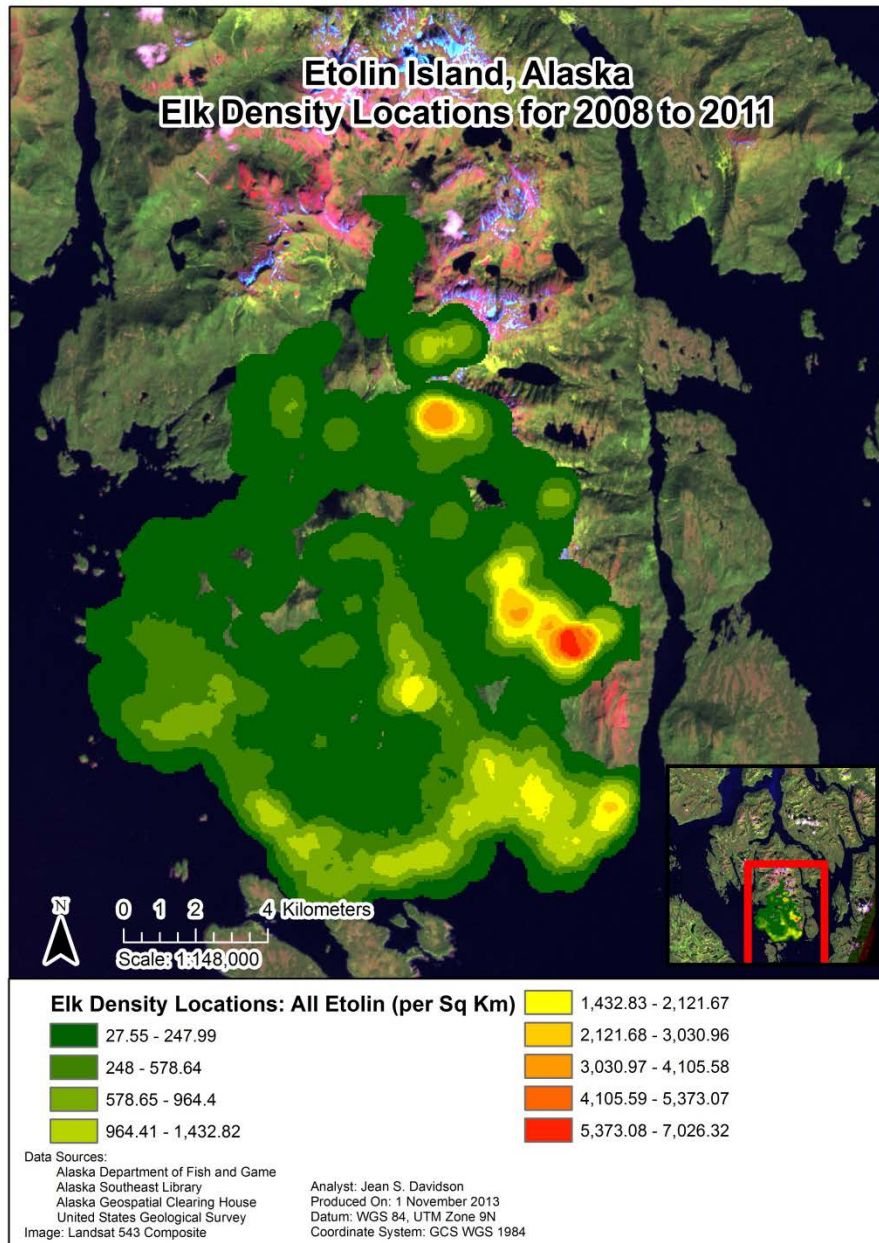 Etolin Island, Alaska
Elk Density Locations for 2008 to 2011
N
0 1 2 4 Kilometers
Scale: 1:148,000
Elk Density Locations: All Etolin (per Sq Km)
27.55 - 247.99
248 - 578.64
578.65 - 964.4
964.41 - 1,432.82
1,432.83 - 2,121.67
2,121.68 - 3,030.96
3,030.97 - 4,105.58
4,105.59 - 5,373.07
5,373.08 - 7,026.32
Data Sources:
Alaska Department of Fish and Game
Alaska Southeast Library
Alaska Geospatial Clearing House
United States Geological Survey
Image: Landsat 543 Composite
Analyst: Jean S. Davidson
Produced On: 1 November 2013
Datum: WGS 84, UTM Zone 9N
Coordinate System: GCS WGS 1984